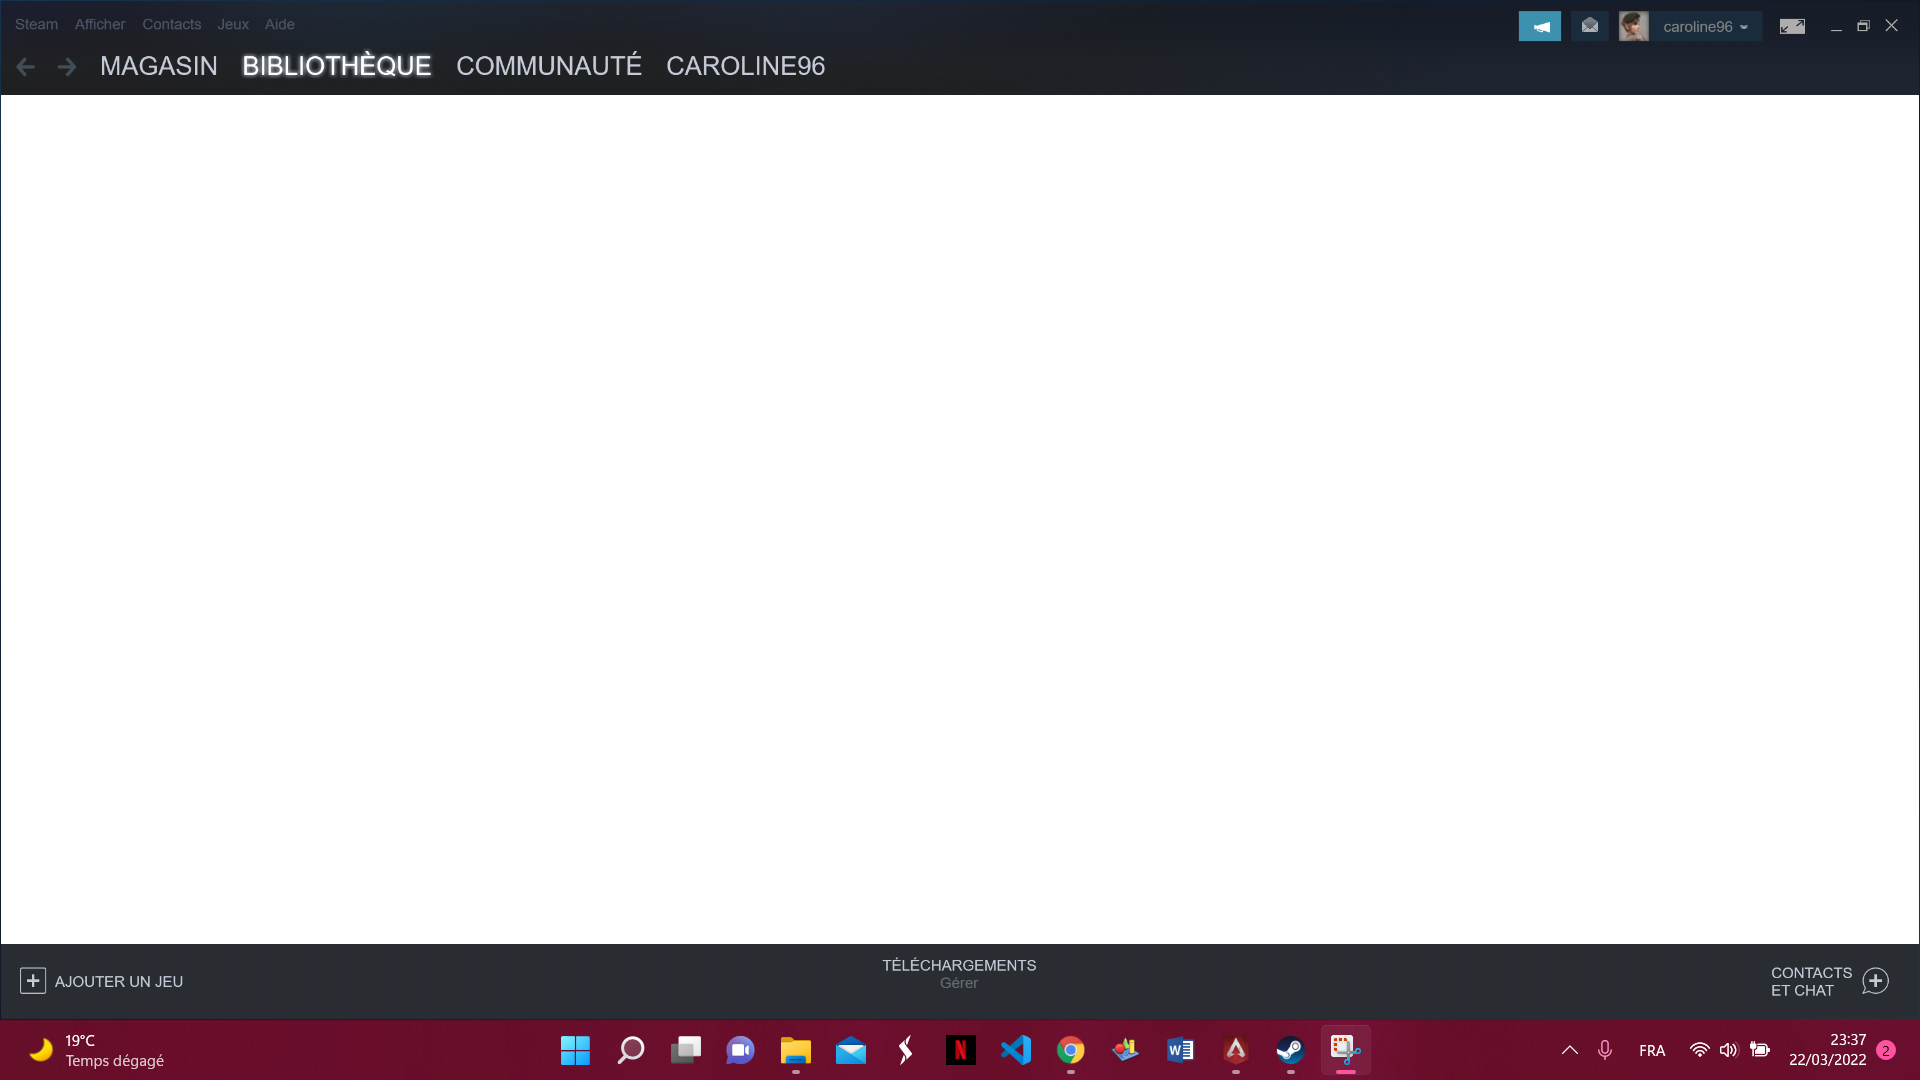 Steam Afficher Contacts Jeux Aide
caroline96
MAGASIN BIBLIOTHÈQUE COMMUNAUTÉ CAROLINE96
AJOUTER UN JEU
TÉLÉCHARGEMENTS
Gérer
CONTACTS
ET CHAT
19°C
Temps dégagé
N
W
FRA
23:37
22/03/2022
2